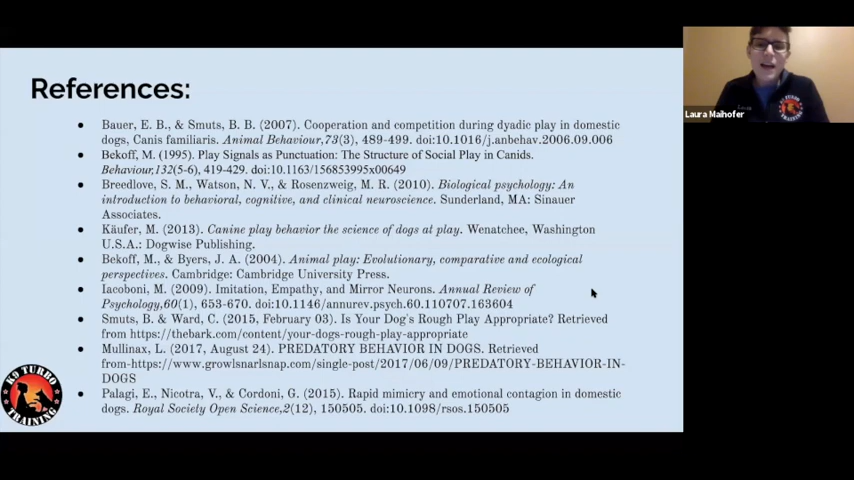 References:
● Bauer, E. B., & Smuts, B. B. (2007). Cooperation and competition during dyadic play in domestic
dogs, Canis familiaris. Animal Behaviour,73(3), 489-499. doi:10.1016/j.anbehav.2006.09.006
● Bekoff, M. (1995). Play Signals as Punctuation: The Structure of Social Play in Canids.
Behaviour,132(5-6), 419-429. doi:10.1163/156853995x00649
● Breedlove, S. M., Watson, N. V., & Rosenzweig, M. R. (2010). Biological psychology: An
introduction to behavioral, cognitive, and clinical neuroscience. Sunderland, MA: Sinauer
Associates.
● Käufer, M. (2013). Canine play behavior the science of dogs at play. Wenatchee, Washington
U.S.A.: Dogwise Publishing.
● Bekoff, M., & Byers, J. A. (2004). Animal play: Evolutionary, comparative and ecological
perspectives. Cambridge: Cambridge University Press.
● Iacoboni, M. (2009). Imitation, Empathy, and Mirror Neurons. Annual Review of
Psychology,60(1), 653-670. doi:10.1146/annurev.psych.60.110707.163604
● Smuts, B. & Ward, C. (2015, February 03). Is Your Dog's Rough Play Appropriate? Retrieved
from https://thebark.com/content/your-dogs-rough-play-appropriate
● Mullinax, L. (2017, August 24). PREDATORY BEHAVIOR IN DOGS. Retrieved
from-https://www.growlsnarlsnap.com/single-post/2017/06/09/PREDATORY-BEHAVIOR-IN-
DOGS
● Palagi, E., Nicotra, V., & Cordoni, G. (2015). Rapid mimicry and emotional contagion in domestic
dogs. Royal Society Open Science,2(12), 150505. doi:10.1098/rsos.150505
K9 TURBO
TRAINING
Laura Maihofer